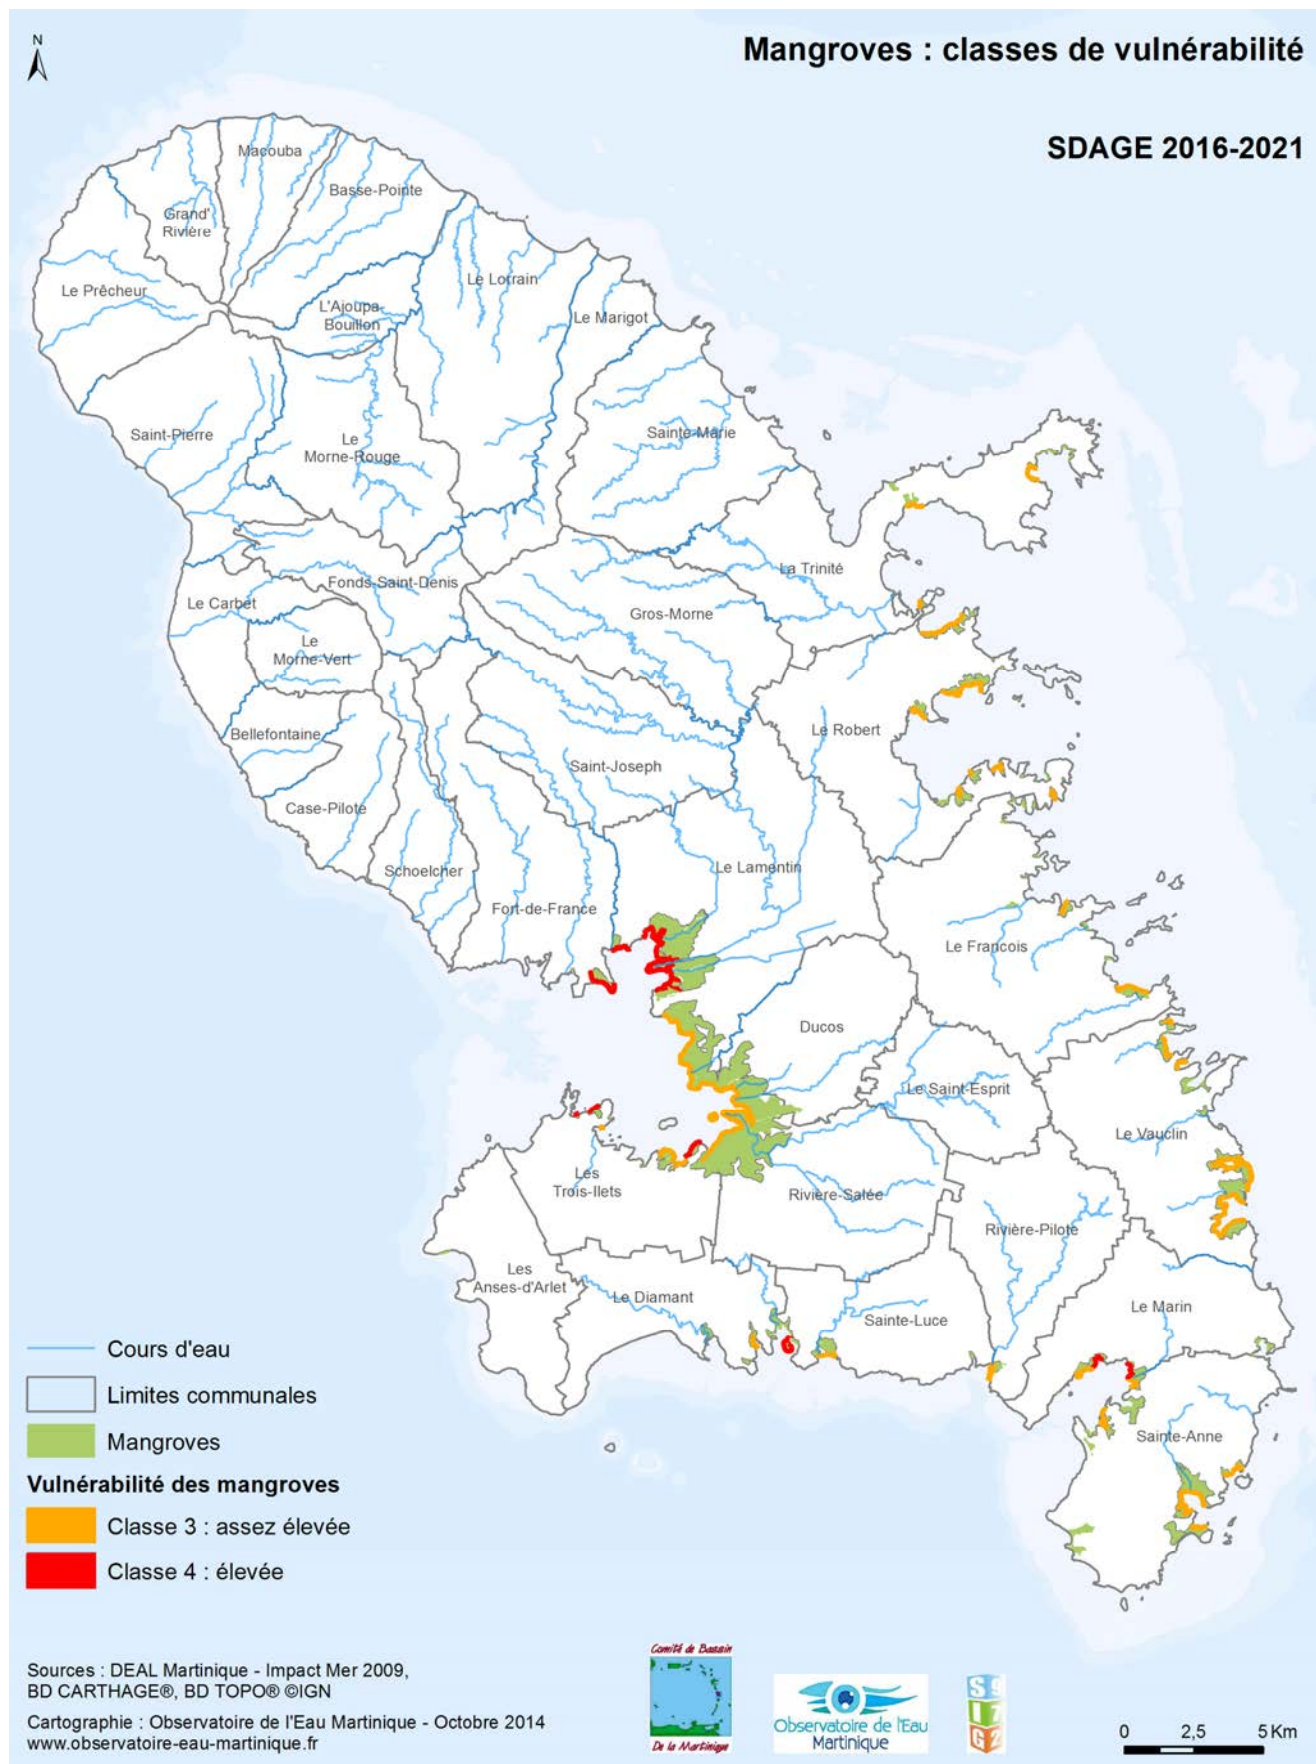 N
Mangroves : classes de vulnérabilité
SDAGE 2016-2021
Macouba
Basse-Pointe
Grand'
Rivière
Le Prêcheur
Le Lorrain
L'Ajoupa-
Bouillon
Le Marigot
Saint-Pierre
Le
Morne-Rouge
Sainte-Marie
La Trinité
Fonds-Saint-Denis
Le Carbet
Gros-Morne
Le
Morne-Vert
Bellefontaine
Le Robert
Saint-Joseph
Case-Pilote
Schoelcher
Le Lamentin
Fort-de-France
Le Francois
Ducos
Le Saint-Esprit
Le Vauclin
Les
Trois-Ilets
Rivière-Salée
Rivière-Pilote
Les
Anses-d'Arlet
Le Diamant
Le Marin
Sainte-Luce
Sainte-Anne
Cours d'eau
Limites communales
Mangroves
Vulnérabilité des mangroves
Classe 3 : assez élevée
Classe 4 : élevée
Sources : DEAL Martinique - Impact Mer 2009,
BD CARTHAGE®, BD TOPO® ©IGN
Cartographie : Observatoire de l'Eau Martinique - Octobre 2014
www.observatoire-eau-martinique.fr
Comité de Bassin
De la Martinique
Observatoire de l'Eau
Martinique
S 9
I 7
G 2
0 2,5 5 Km